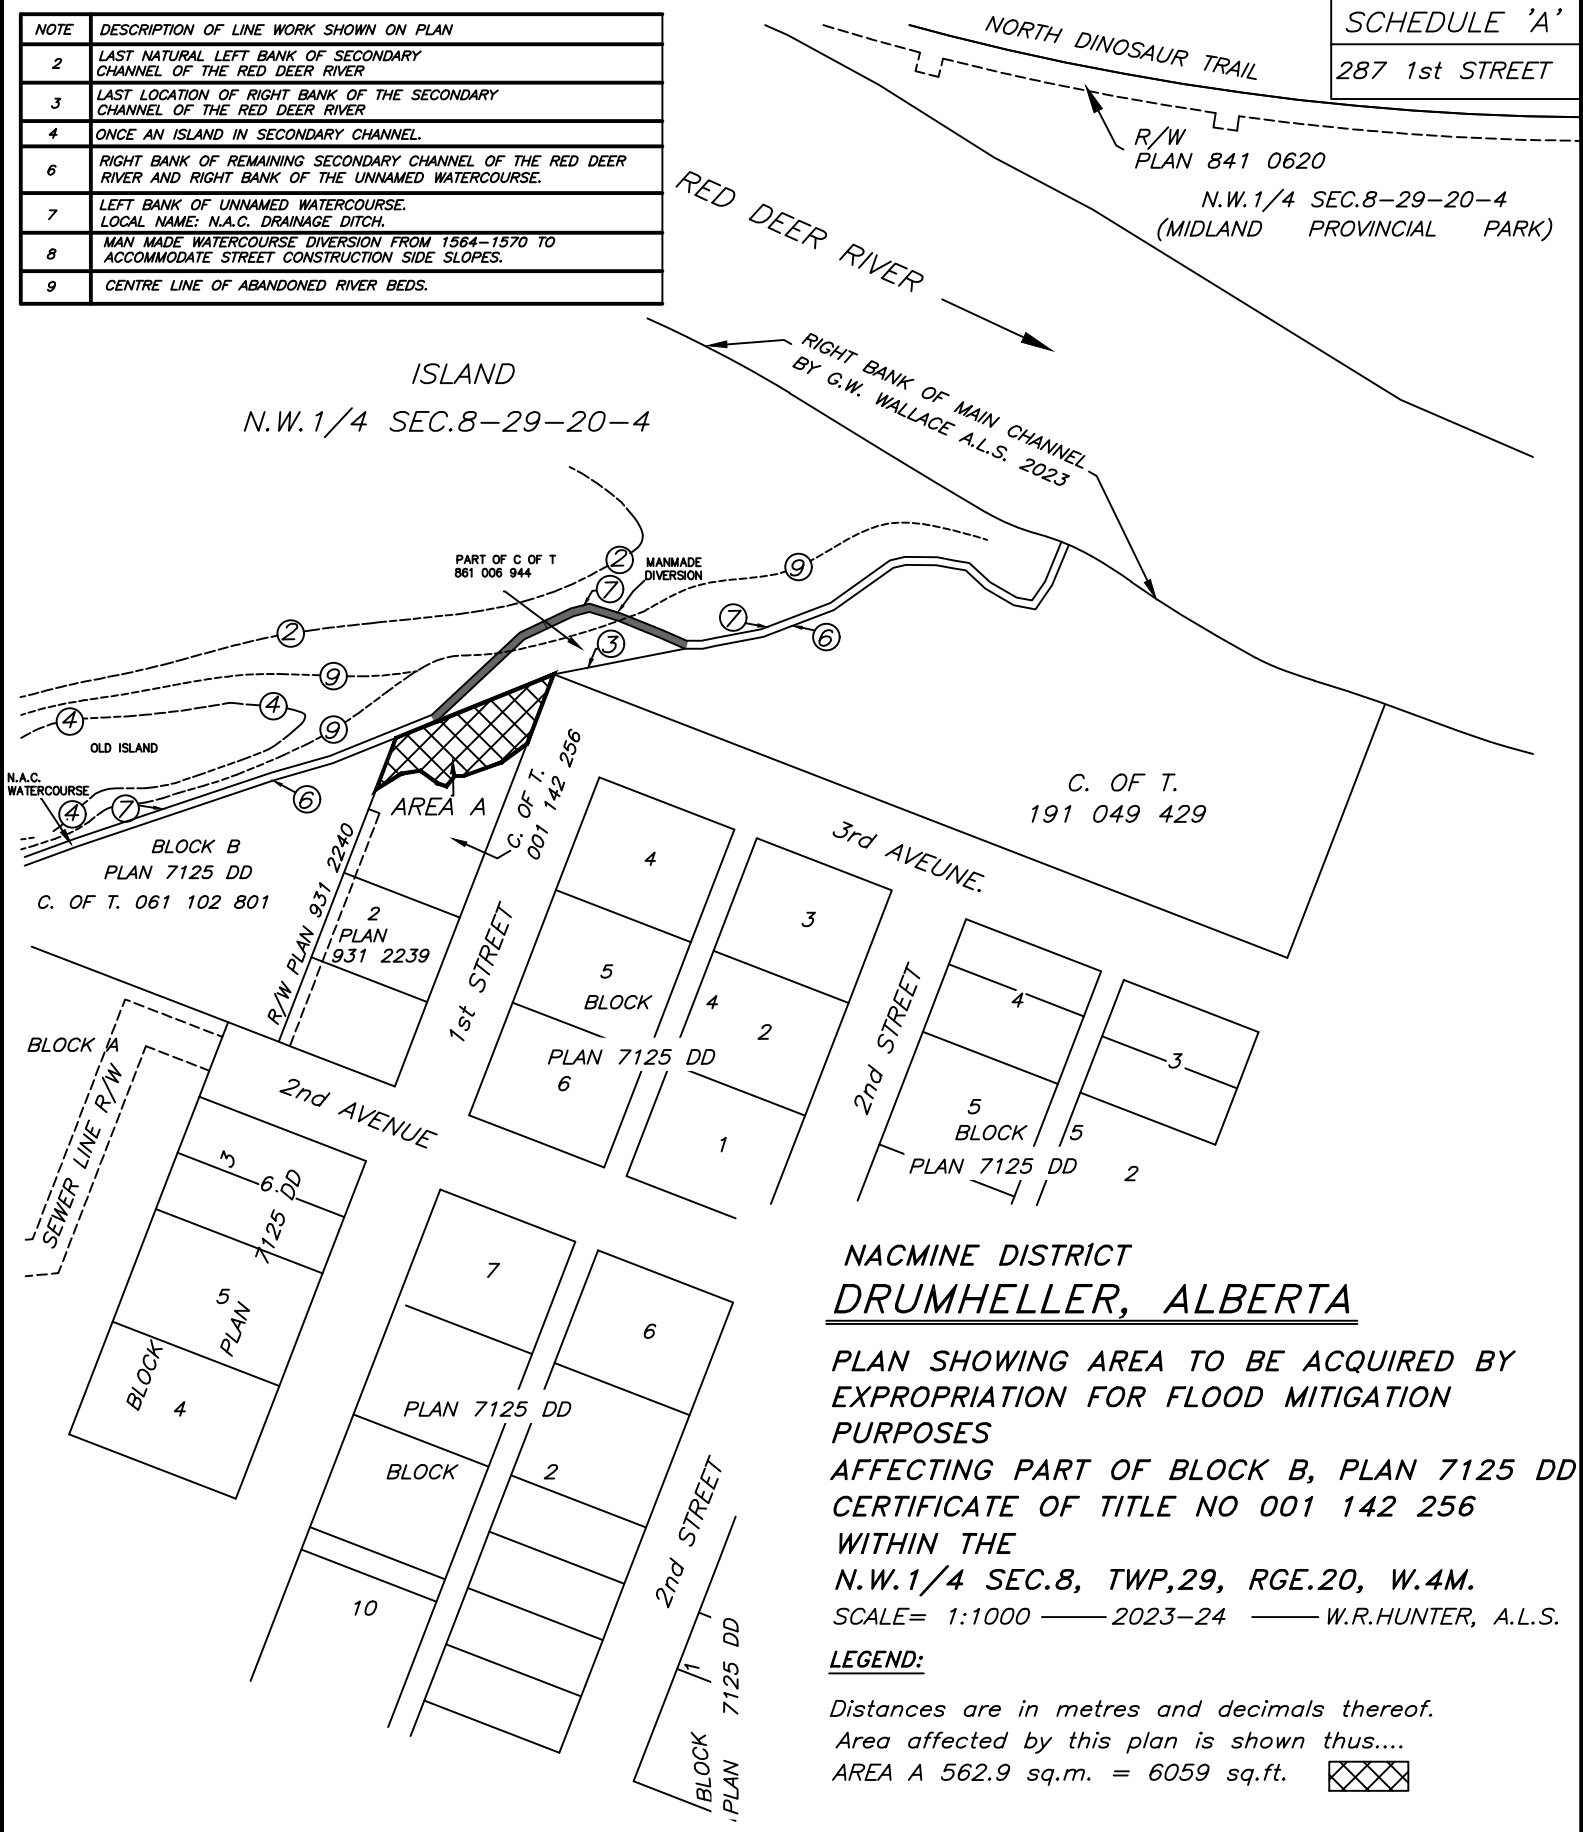 NOTE DESCRIPTION OF LINE WORK SHOWN ON PLAN
2 LAST NATURAL LEFT BANK OF SECONDARY
CHANNEL OF THE RED DEER RIVER
3 LAST LOCATION OF RIGHT BANK OF THE SECONDARY
CHANNEL OF THE RED DEER RIVER
4 ONCE AN ISLAND IN SECONDARY CHANNEL.
6 RIGHT BANK OF REMAINING SECONDARY CHANNEL OF THE RED DEER
RIVER AND RIGHT BANK OF THE UNNAMED WATERCOURSE.
7 LEFT BANK OF UNNAMED WATERCOURSE.
LOCAL NAME: N.A.C. DRAINAGE DITCH.
8 MAN MADE WATERCOURSE DIVERSION FROM 1564-1570 TO
ACCOMMODATE STREET CONSTRUCTION SIDE SLOPES.
9 CENTRE LINE OF ABANDONED RIVER BEDS.
SCHEDULE 'A'
287 1st STREET
NORTH DINOSAUR TRAIL
R/W
PLAN 841 0620
N.W.1/4 SEC.8-29-20-4
(MIDLAND PROVINCIAL PARK)
RED DEER RIVER
RIGHT BANK OF MAIN CHANNEL
BY G.W. WALLACE A.L.S. 2023
ISLAND
N.W.1/4 SEC.8-29-20-4
PART OF C OF T
861 006 944
2
MANMADE
DIVERSION
9
7
7
6
2
3
9
4
4
9
OLD ISLAND
N.A.C.
WATERCOURSE
4
7
6
AREA A
C. OF T.
001 142 256
C. OF T.
191 049 429
BLOCK B
PLAN 7125 DD
C. OF T. 061 102 801
R/W PLAN 931 2240
2
PLAN
931 2239
1st STREET
3rd AVEUNE.
4
5
BLOCK
4
PLAN 7125 DD
6
3
2
1
2nd STREET
4
3
5
BLOCK
5
PLAN 7125 DD
2
BLOCK A
SEWER LINE R/W
2nd AVENUE
3
6
5
4
BLOCK
PLAN
7125 DD
7
6
PLAN 7125 DD
BLOCK
2
10
2nd STREET
1
BLOCK
PLAN
7125 DD
NACMINE DISTRICT
DRUMHELLER, ALBERTA
PLAN SHOWING AREA TO BE ACQUIRED BY
EXPROPRIATION FOR FLOOD MITIGATION
PURPOSES
AFFECTING PART OF BLOCK B, PLAN 7125 DD
CERTIFICATE OF TITLE NO 001 142 256
WITHIN THE
N.W.1/4 SEC.8, TWP,29, RGE.20, W.4M.
SCALE= 1:1000 —— 2023-24 —— W.R.HUNTER, A.L.S.
LEGEND:
Distances are in metres and decimals thereof.
Area affected by this plan is shown thus....
AREA A 562.9 sq.m. = 6059 sq.ft.